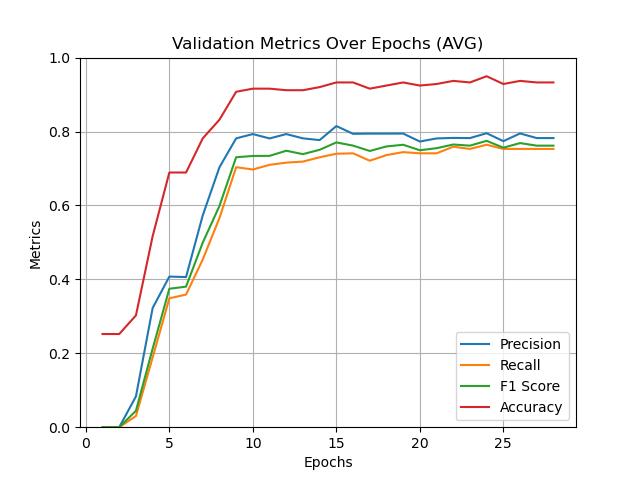 Validation Metrics Over Epochs (AVG)
1.0
0.8
0.6
0.4
0.2
0.0
Metrics
0
5
10
15
20
25
Epochs
Precision
Recall
F1 Score
Accuracy